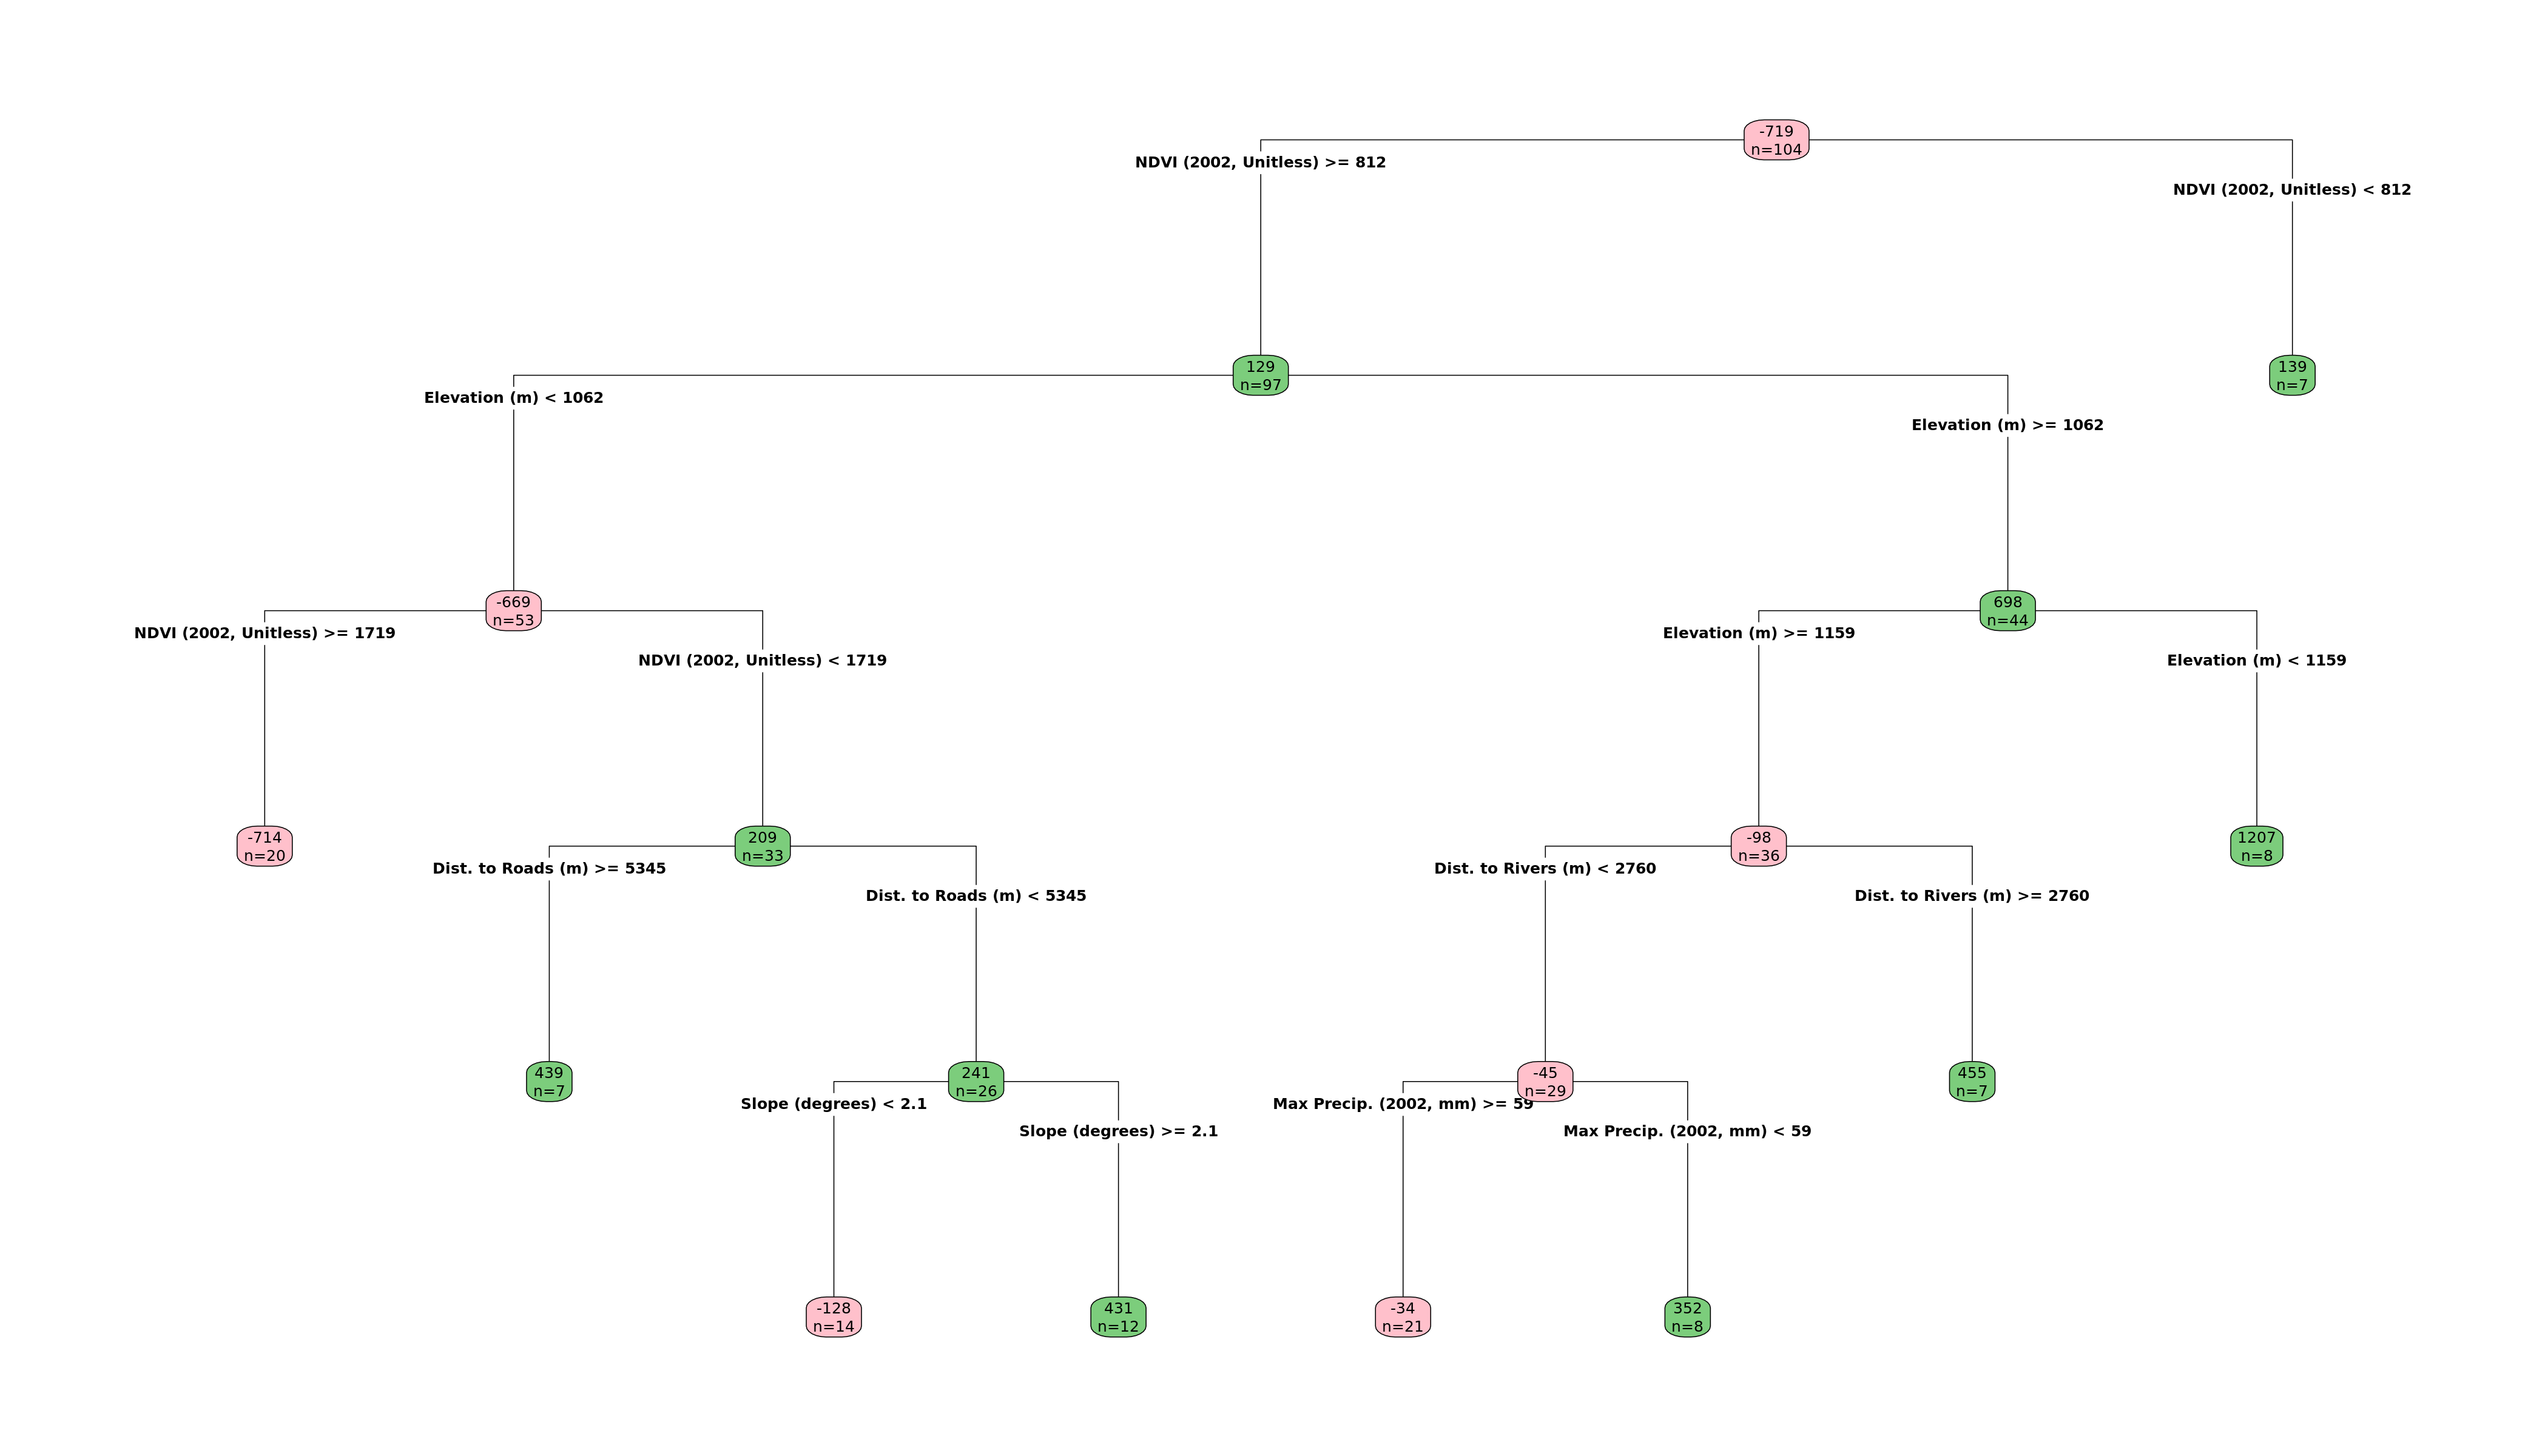 -719
n=104
NDVI (2002, Unitless) >= 812
NDVI (2002, Unitless) < 812
129
n=97
139
n=7
Elevation (m) < 1062
Elevation (m) >= 1062
-669
n=53
698
n=44
NDVI (2002, Unitless) >= 1719
NDVI (2002, Unitless) < 1719
Elevation (m) >= 1159
Elevation (m) < 1159
-714
n=20
209
n=33
-98
n=36
1207
n=8
Dist. to Roads (m) >= 5345
Dist. to Roads (m) < 5345
Dist. to Rivers (m) < 2760
Dist. to Rivers (m) >= 2760
439
n=7
241
n=26
-45
n=29
455
n=7
Slope (degrees) < 2.1
Slope (degrees) >= 2.1
Max Precip. (2002, mm) >= 59
Max Precip. (2002, mm) < 59
-128
n=14
431
n=12
-34
n=21
352
n=8